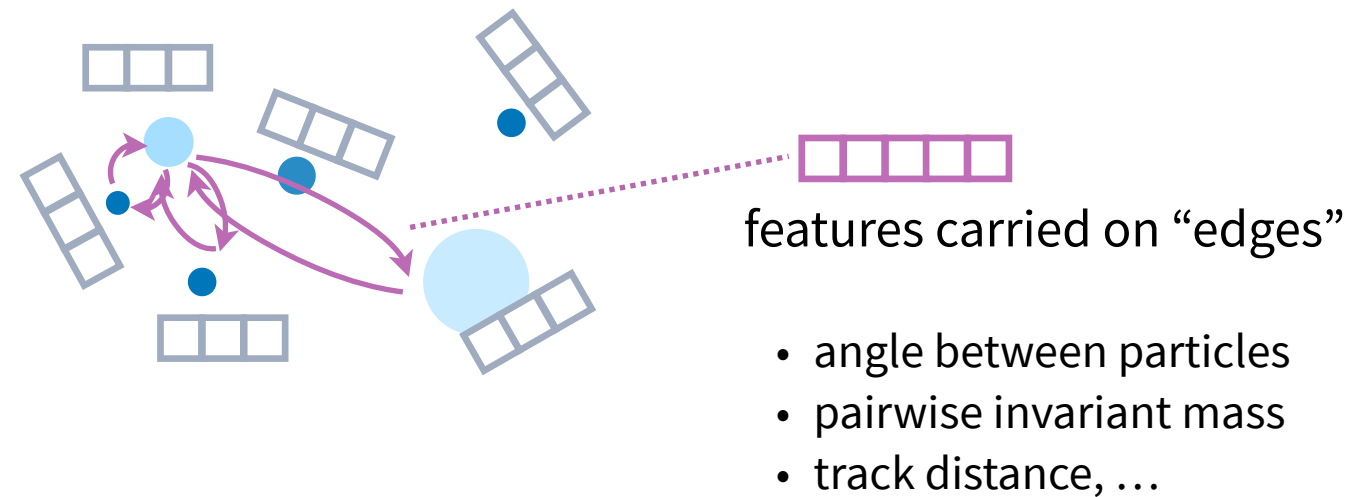 features carried on “edges”
• angle between particles
• pairwise invariant mass
• track distance, …